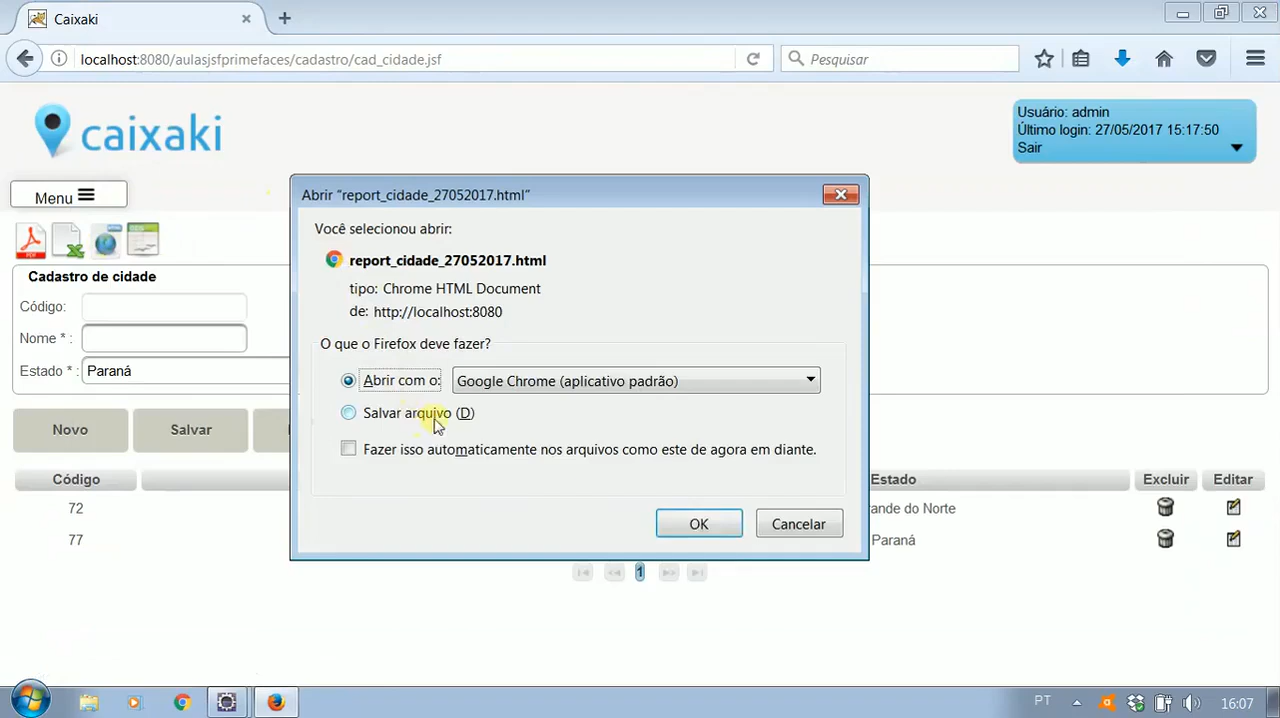 Caixaki
localhost:8080/aulasjsfprimefaces/cadastro/cad_cidade.jsf
Pesquisar
caixaki
Usuário: admin
Último login: 27/05/2017 15:17:50
Sair
Menu
PDF
Cadastro de cidade
Código:
Nome * :
Estado * : Paraná
Novo
Salvar
Abrir "report_cidade_27052017.html"
Você selecionou abrir:
report_cidade_27052017.html
tipo: Chrome HTML Document
de: http://localhost:8080
O que o Firefox deve fazer?
Abrir com o: Google Chrome (aplicativo padrão)
Salvar arquivo (D)
Fazer isso automaticamente nos arquivos como este de agora em diante.
OK
Cancelar
Código
Estado
Excluir
Editar
72
ande do Norte
77
Paraná
1
PT
16:07